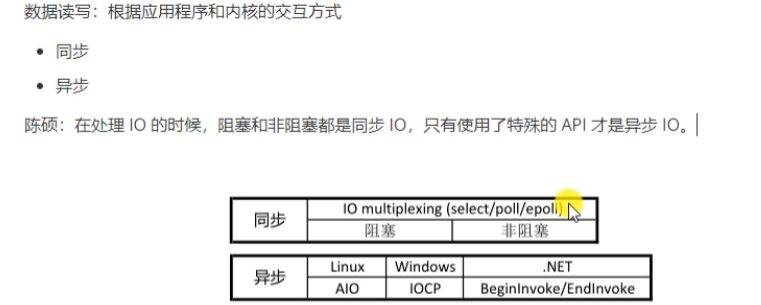 数据读写：根据应用程序和内核的交互方式
同步
异步
陈硕：在处理 IO 的时候，阻塞和非阻塞都是同步 IO，只有使用了特殊的 API 才是异步 IO。
同步
IO multiplexing (select/poll/epoll)
阻塞 非阻塞
异步
Linux Windows .NET
AIO IOCP BeginInvoke/EndInvoke